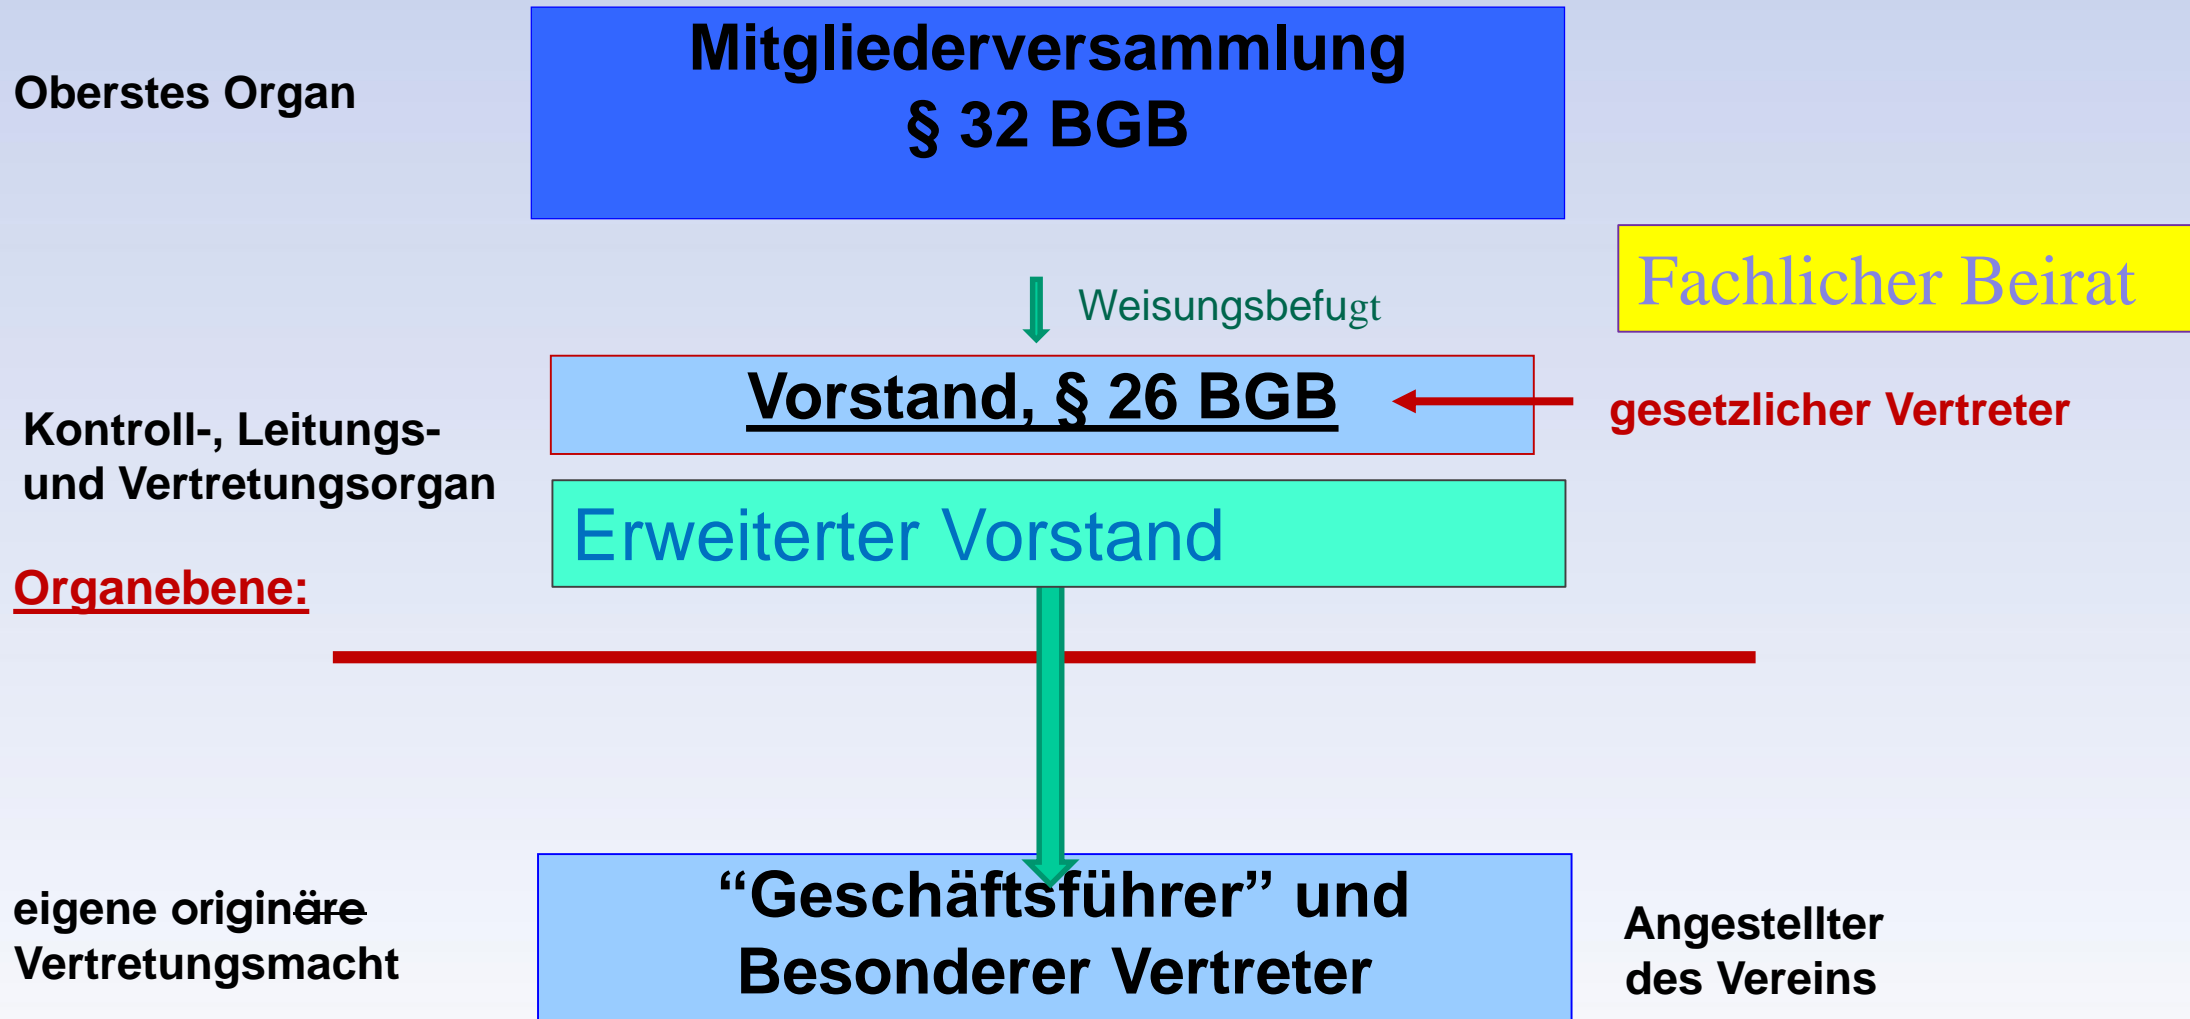 Mitgliederversammlung
§ 32 BGB
Oberstes Organ
Fachlicher Beirat
Weisungsbefugt
Vorstand, § 26 BGB
gesetzlicher Vertreter
Kontroll-, Leitungs-
und Vertretungsorgan
Erweiterter Vorstand
Organebene:
“Geschäftsführer” und
Besonderer Vertreter
eigene originäre
Vertretungsmacht
Angestellter
des Vereins